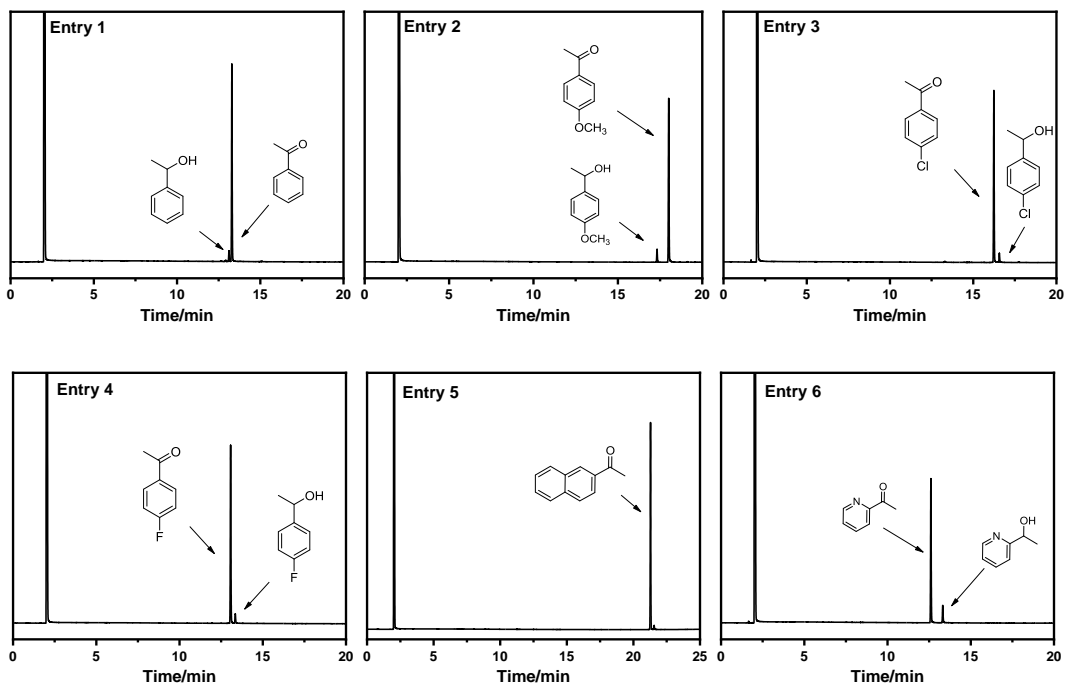 Entry 1
OH
O
0 5 10 15 20
Time/min
Entry 2
O
OCH3
OH
OCH3
0 5 10 15 20
Time/min
Entry 3
O
Cl
OH
Cl
0 5 10 15 20
Time/min
Entry 4
O
F
OH
F
0 5 10 15 20
Time/min
Entry 5
O
0 5 10 15 20 25
Time/min
Entry 6
N
O
N
OH
0 5 10 15 20
Time/min